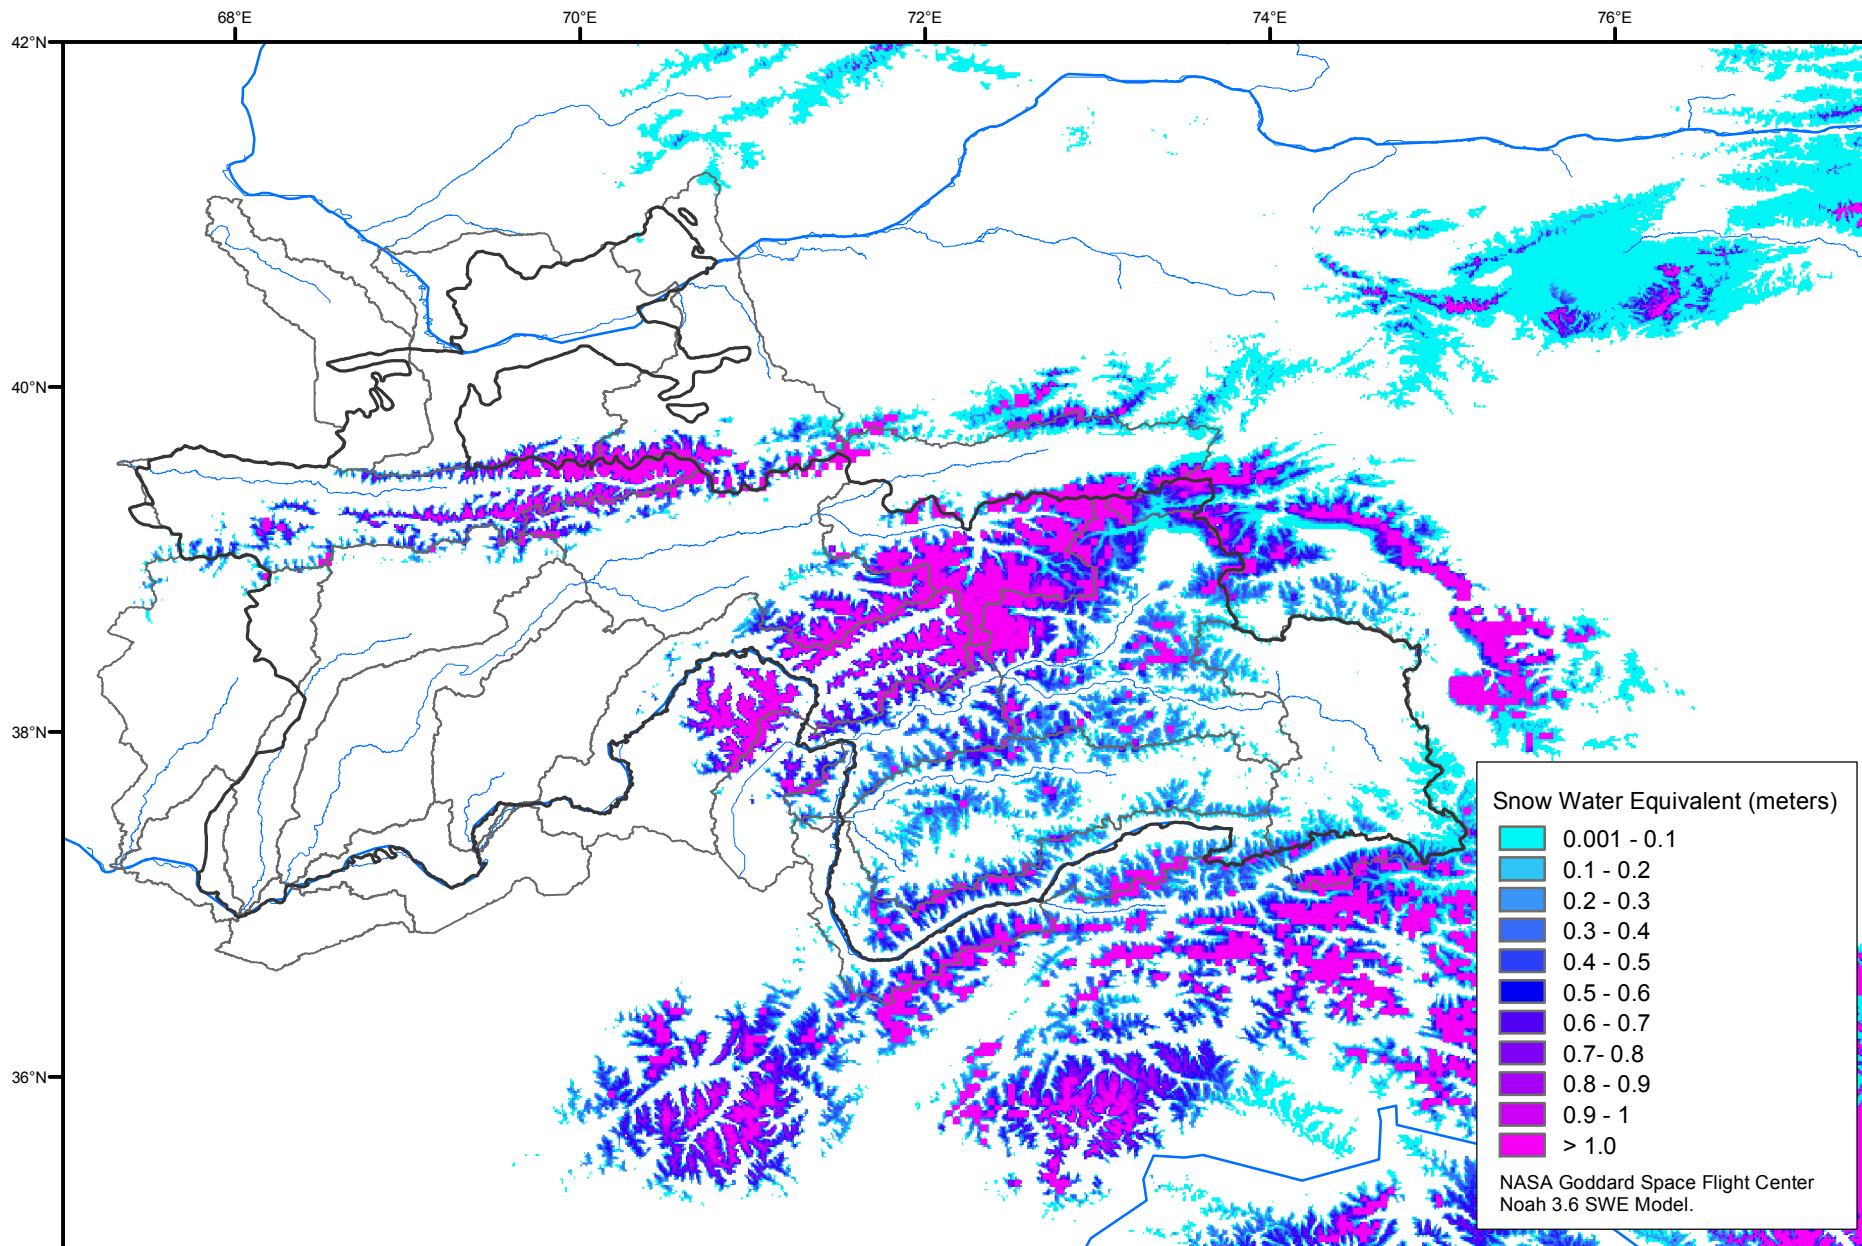 68°E 70°E 72°E 74°E 76°E
42°N
40°N
38°N
36°N
Snow Water Equivalent (meters)
0.001 - 0.1
0.1 - 0.2
0.2 - 0.3
0.3 - 0.4
0.4 - 0.5
0.5 - 0.6
0.6 - 0.7
0.7- 0.8
0.8 - 0.9
0.9 - 1
> 1.0
NASA Goddard Space Flight Center
Noah 3.6 SWE Model.